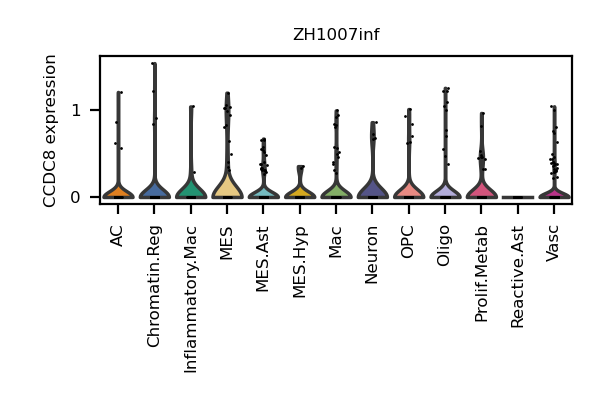 ZH1007inf
CCDC8 expression
1
0
AC
Chromatin.Reg
Inflammatory.Mac
MES
MES.Ast
MES.Hyp
Mac
Neuron
OPC
Oligo
Prolif.Metab
Reactive.Ast
Vasc